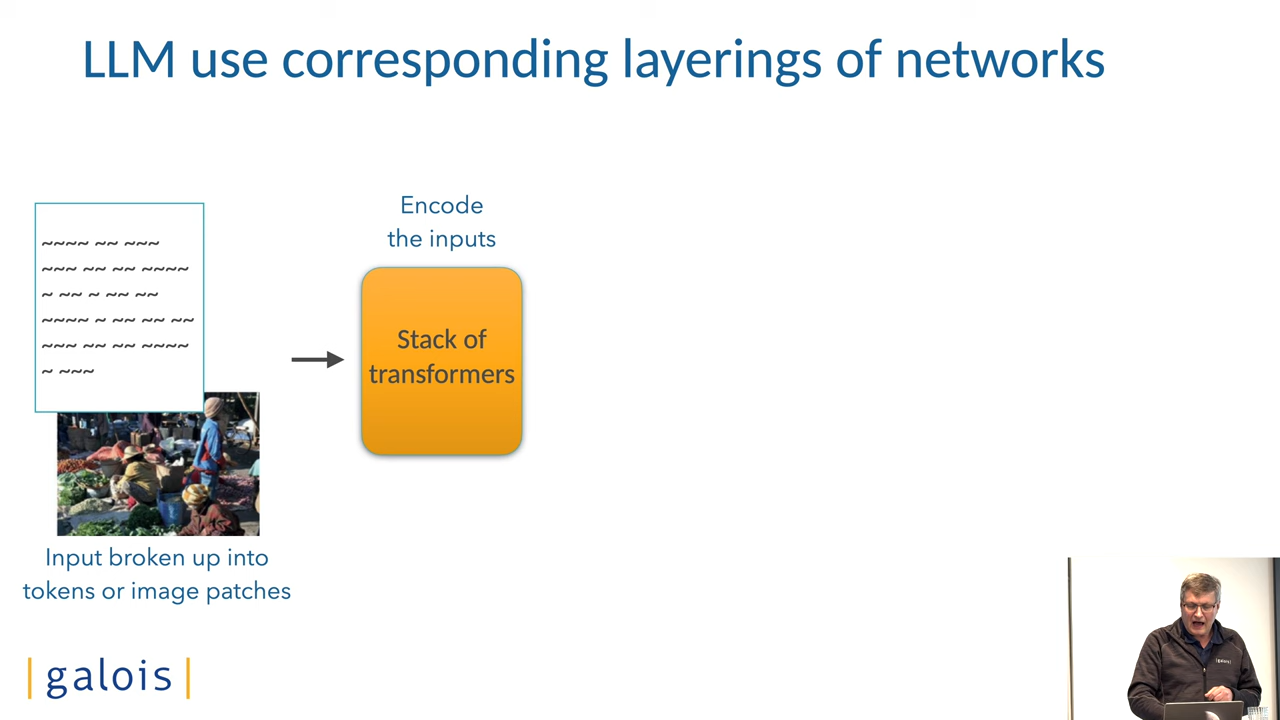 LLM use corresponding layerings of networks
Encode
the inputs
~~~~ ~~ ~~~
~~~ ~~ ~~ ~~~~
~ ~~ ~ ~~ ~~
~~~~ ~ ~~ ~~ ~~
~~~ ~~ ~~ ~~~~
~ ~~~
Stack of
transformers
Input broken up into
tokens or image patches
|galois|
|galois|